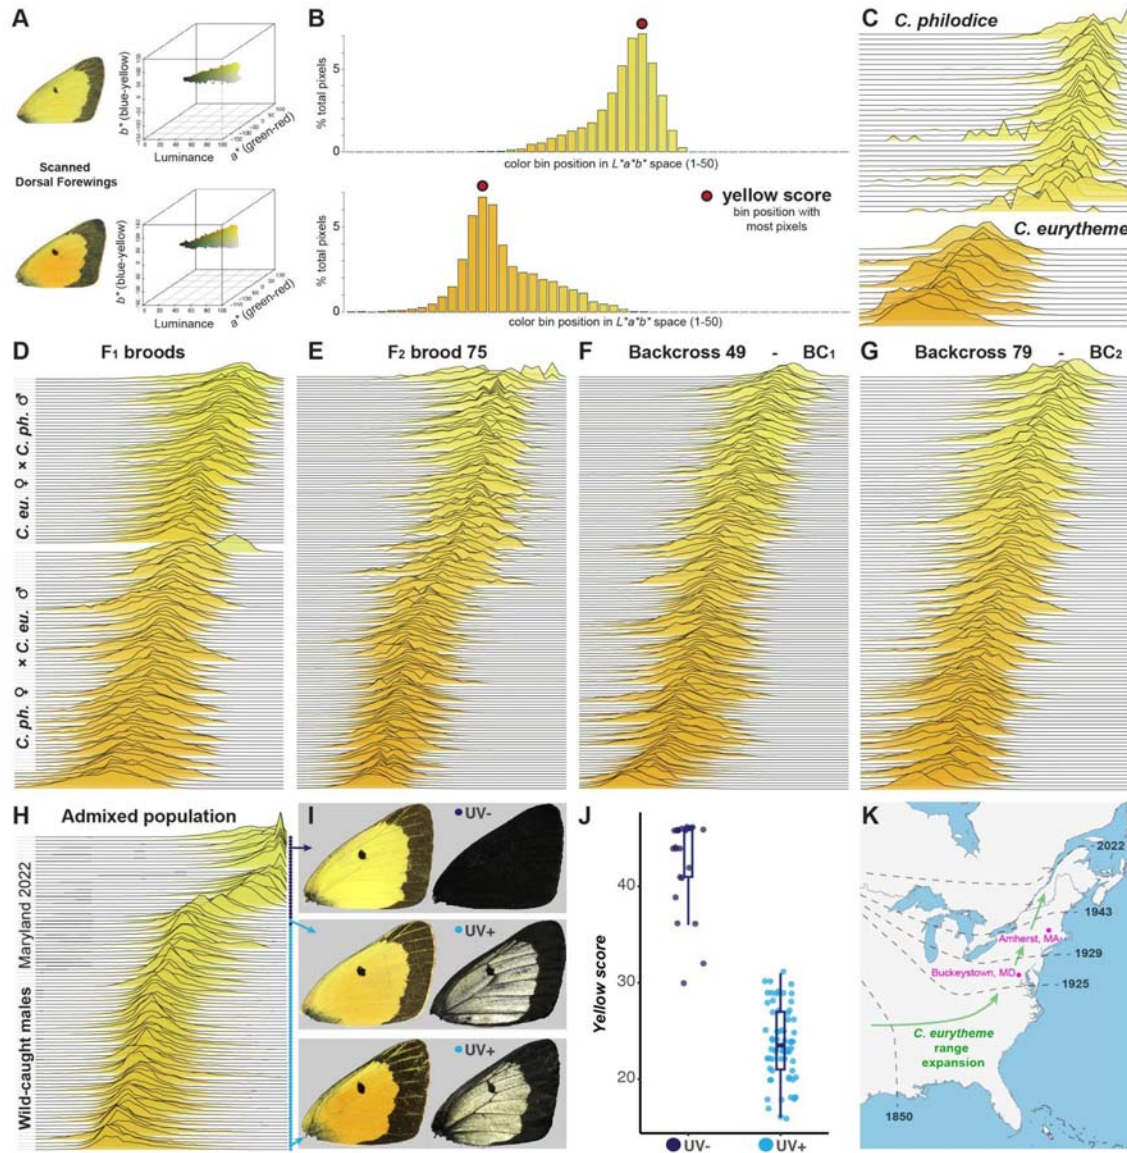 A
b* (blue-yellow)
Luminance
a* (green-red)
Scanned
Dorsal Forewings
b* (blue-yellow)
Luminance
a* (green-red)
B
% total pixels
5
0
color bin position in L*a*b* space (1-50)
% total pixels
5
0
color bin position in L*a*b* space (1-50)
yellow score
bin position with
most pixels
C
C. philodice
C. eurytheme
D
F1 broods
C. eu. ♀ × C. ph. ♂
C. ph. ♀ × C. eu. ♂
E
F2 brood 75
F
Backcross 49 - BC1
G
Backcross 79 - BC2
H
Admixed population
Wild-caught males Maryland 2022
I
UV-
UV+
UV+
J
Yellow score
40
30
20
UV-
UV+
K
2022
1943
Amherst, MA
1929
Buckeystown, MD
1925
C. eurytheme
range
expansion
1850